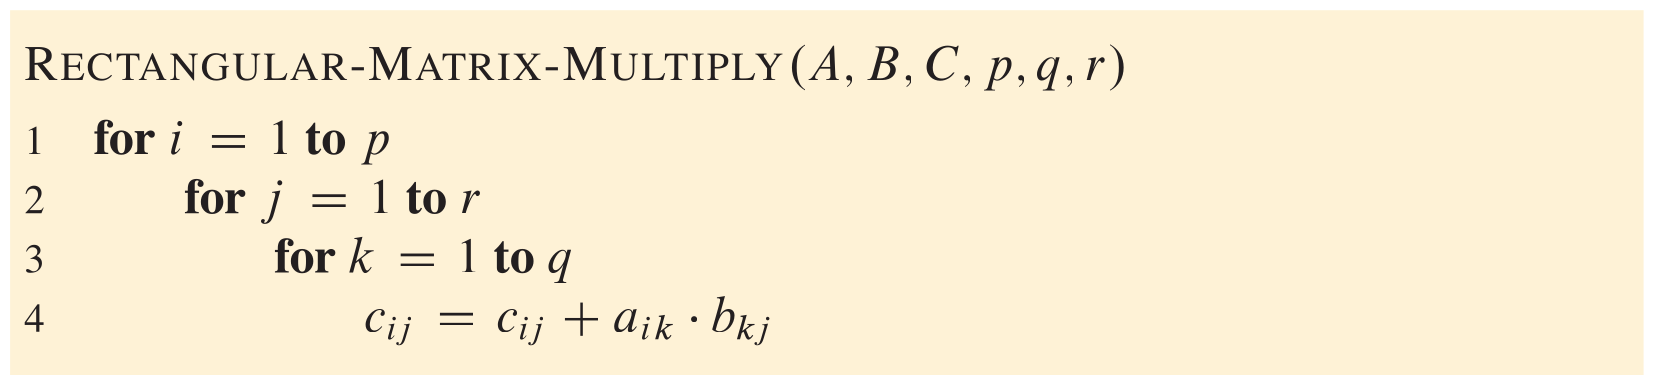 RECTANGULAR-MATRIX-MULTIPLY(A, B, C, p, q, r)
1 for i = 1 to p
2 for j = 1 to r
3 for k = 1 to q
4 c_{ij} = c_{ij} + a_{ik} · b_{kj}